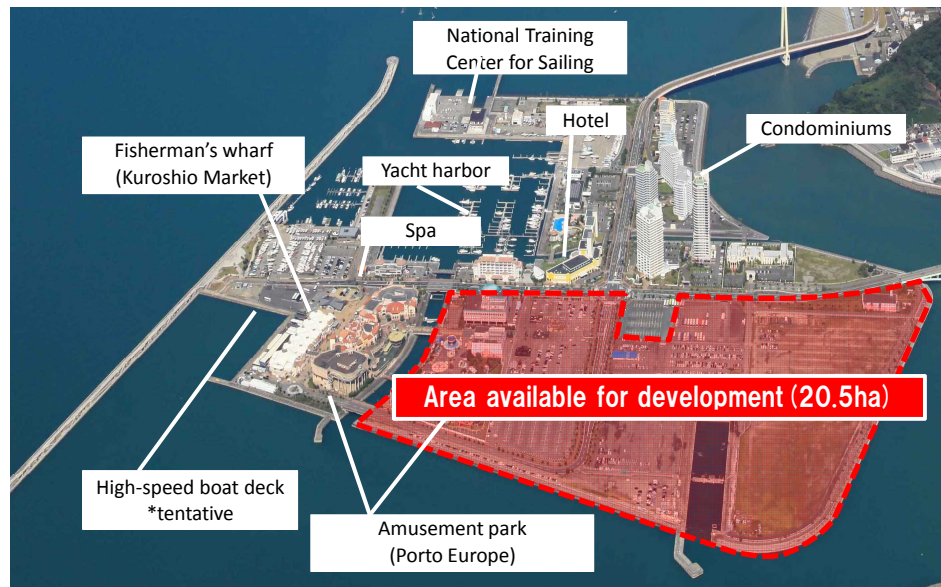 National Training
Center for Sailing
Hotel
Condominiums
Fisherman's wharf
(Kuroshio Market)
Yacht harbor
Spa
Area available for development (20.5ha)
High-speed boat deck
*tentative
Amusement park
(Porto Europe)